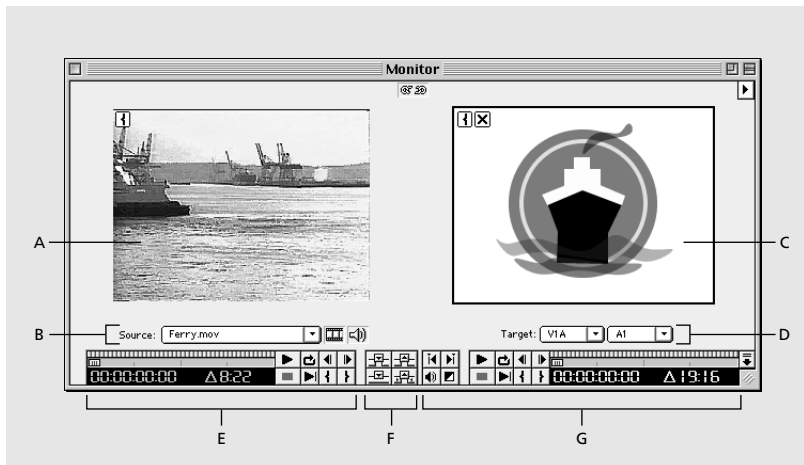 Monitor
A
B
Source: Ferry.mov
C
Target: V1A A1
D
00:00:00:00 Δ8:22
00:00:00:00 Δ19:16
E
F
G